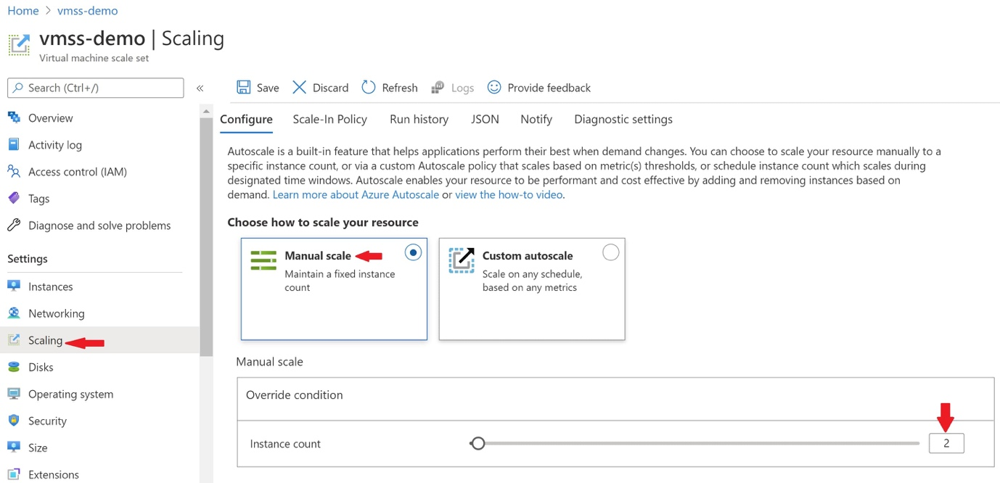 Home > vmss-demo
vmss-demo | Scaling
Virtual machine scale set
Search (Ctrl+/)
«
Save
Discard
Refresh
Logs
Provide feedback
Overview
Activity log
Access control (IAM)
Tags
Diagnose and solve problems
Settings
Instances
Networking
Scaling
Disks
Operating system
Security
Size
Extensions
Configure
Scale-In Policy
Run history
JSON
Notify
Diagnostic settings
Autoscale is a built-in feature that helps applications perform their best when demand changes. You can choose to scale your resource manually to a
specific instance count, or via a custom Autoscale policy that scales based on metric(s) thresholds, or schedule instance count which scales during
designated time windows. Autoscale enables your resource to be performant and cost effective by adding and removing instances based on
demand. Learn more about Azure Autoscale or view the how-to video.
Choose how to scale your resource
Manual scale
Maintain a fixed instance
count
Custom autoscale
Scale on any schedule,
based on any metrics
Manual scale
Override condition
Instance count
2